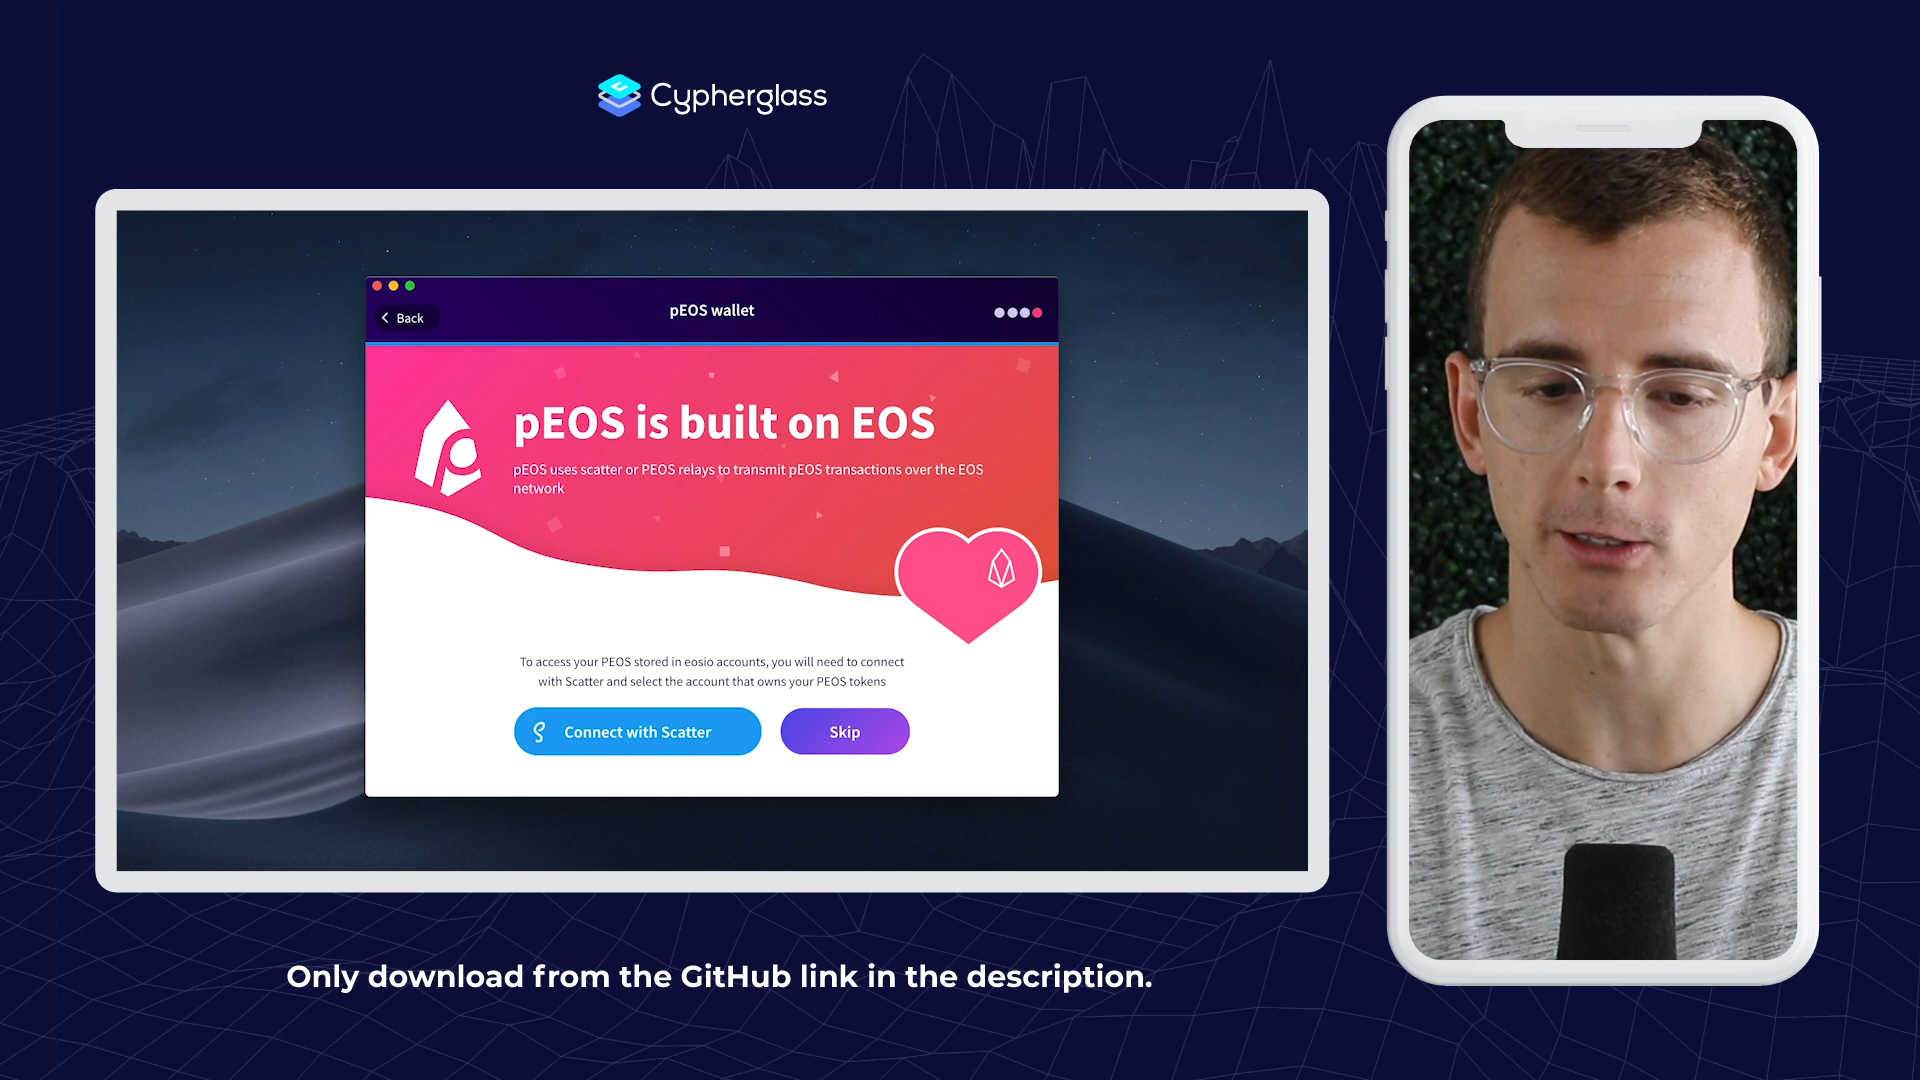 Cypherglass
Back
pEOS wallet
pEOS is built on EOS
pEOS uses scatter or PEOS relays to transmit pEOS transactions over the EOS
network
To access your PEOS stored in eosio accounts, you will need to connect
with Scatter and select the account that owns your PEOS tokens
Connect with Scatter
Skip
Only download from the GitHub link in the description.